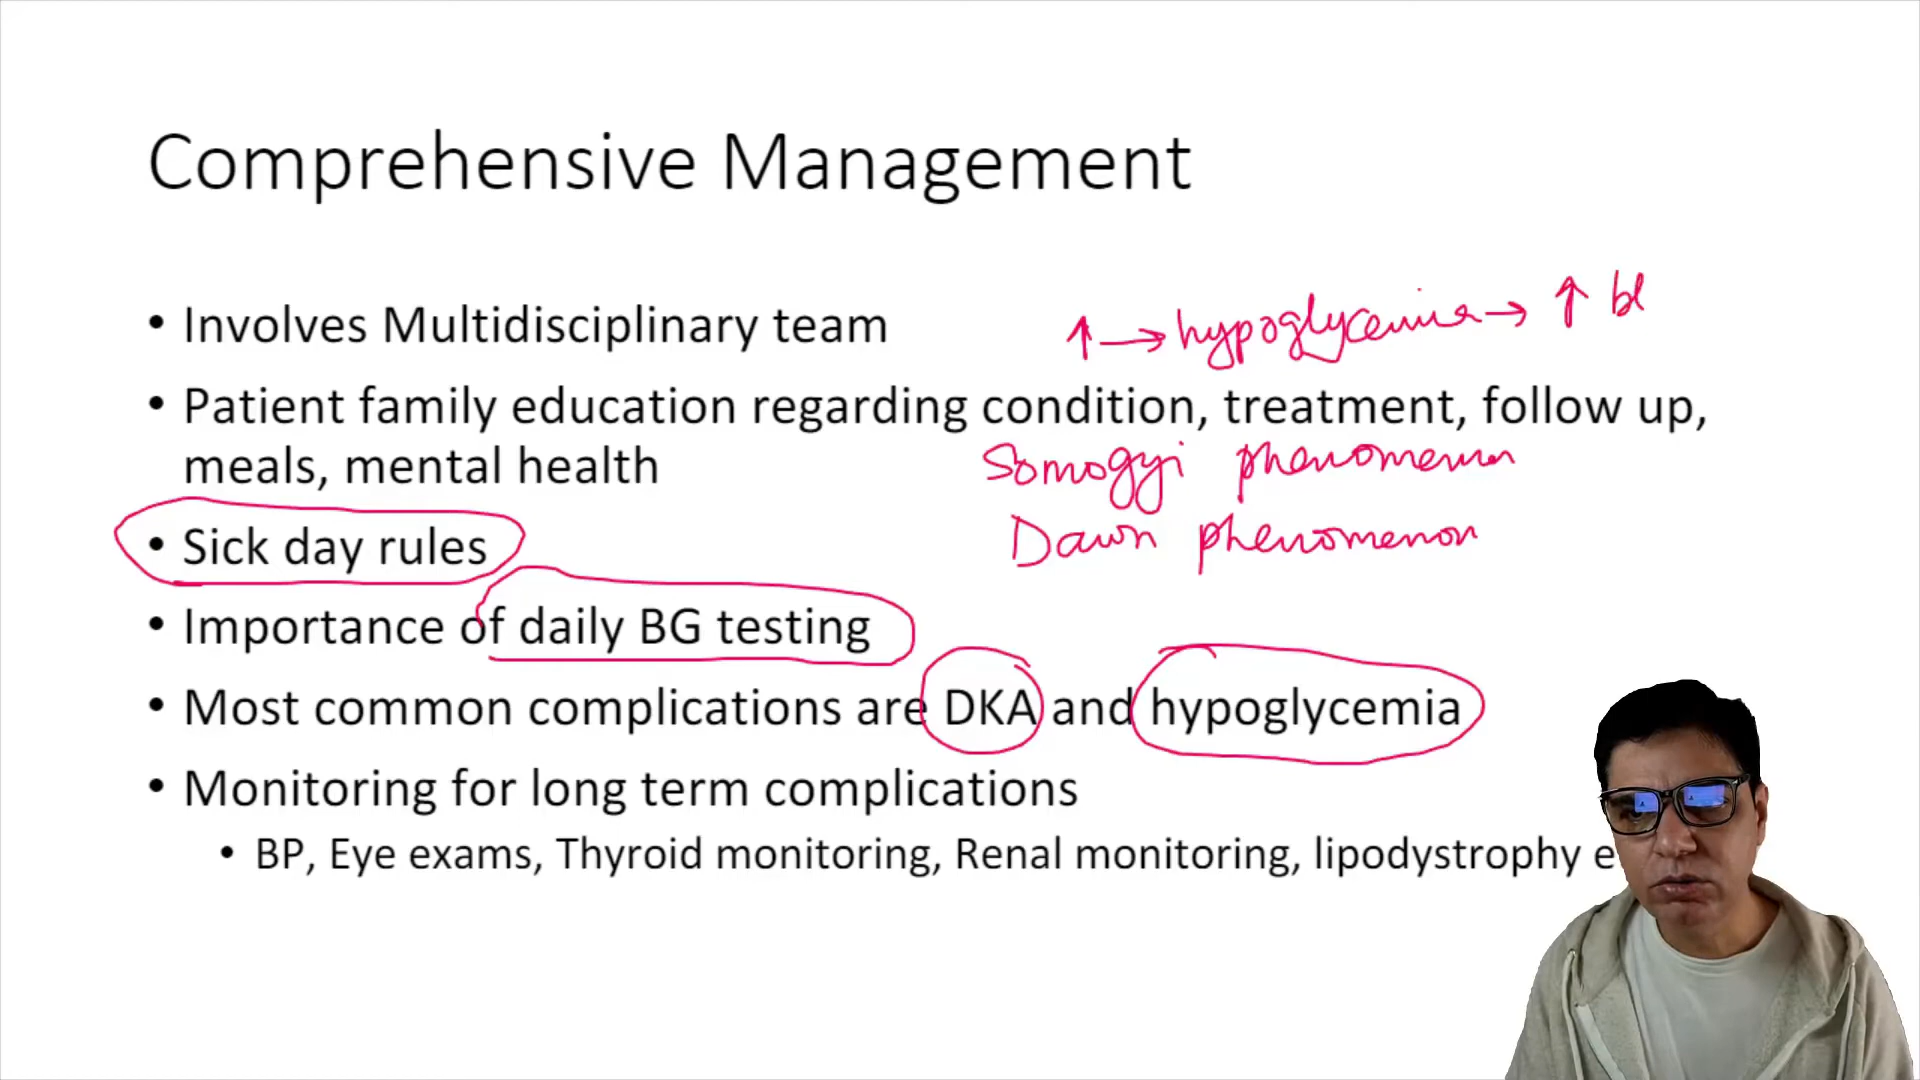 Comprehensive Management
• Involves Multidisciplinary team
↑ → hypoglycemia → ↑ bl
• Patient family education regarding condition, treatment, follow up,
meals, mental health
Somogyi phenomenon
• Sick day rules
Dawn phenomenon
• Importance of daily BG testing
• Most common complications are DKA and hypoglycemia
• Monitoring for long term complications
• BP, Eye exams, Thyroid monitoring, Renal monitoring, lipodystrophy e